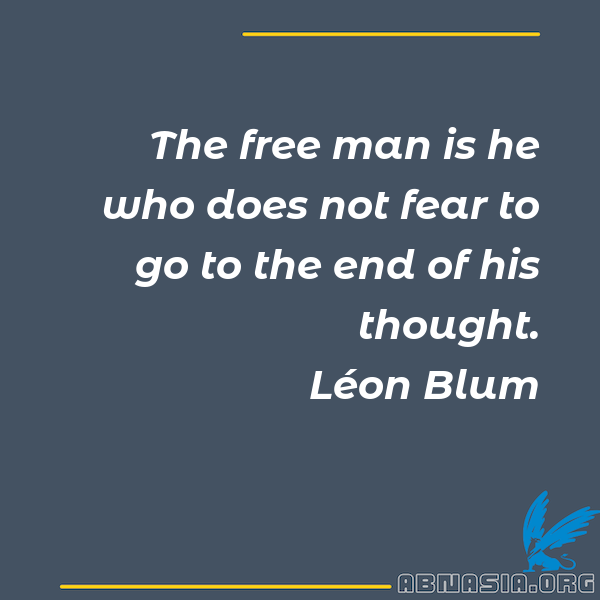 The free man is he
who does not fear to
go to the end of his
thought.
Léon Blum
ABNASIA.ORG